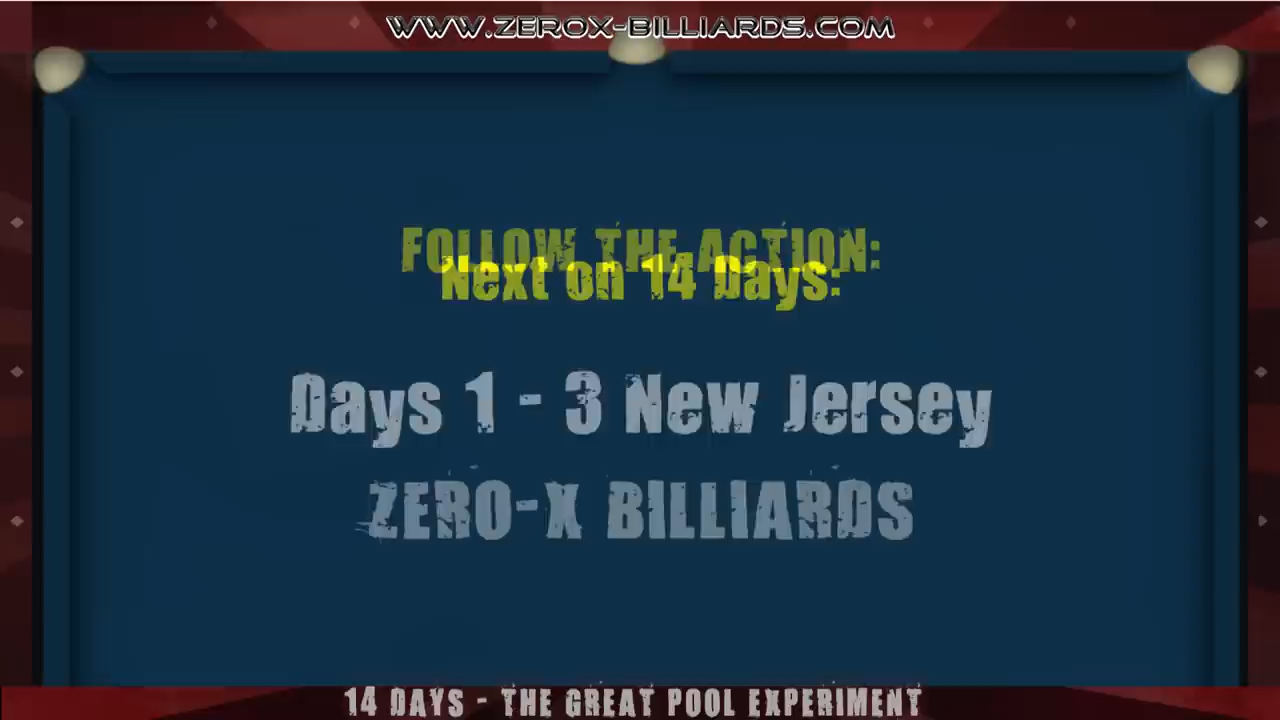 WWW.ZEROX-BILLIARDS.COM
FOLLOW THE ACTION:
Next on 14 Days:
Days 1 - 3 New Jersey
ZERO-X BILLIARDS
14 DAYS - THE GREAT POOL EXPERIMENT